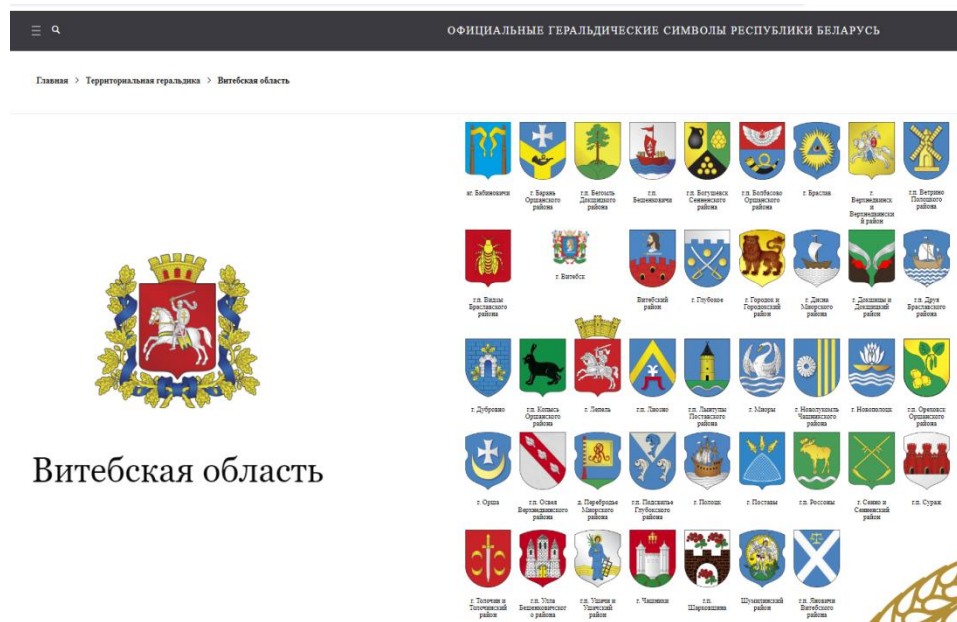 ОФИЦИАЛЬНЫЕ ГЕРАЛЬДИЧЕСКИЕ СИМВОЛЫ РЕСПУБЛИКИ БЕЛАРУСЬ
Главная > Территориальная геральдика > Витебская область
Витебская область
аг. Бабиновичи
г. Барань
Оршанского
района
г.п. Бегомль
Докшицкого
района
г.п.
Бешенковичи
г.п. Богушевск
Сенненского
района
г.п. Болбасово
Оршанского
района
г. Браслав
г.
Верхнедвинск
и
Верхнедвински
й район
г.п. Ветрино
Полоцкого
района
г.п. Видзы
Браславского
района
г. Витебск
Витебский
район
г. Глубокое
г. Городок и
Городокский
район
г. Дисна
Миорского
района
г. Докшицы и
Докшицкий
район
г.п. Друя
Браславского
района
г. Дубровно
г.п. Копысь
Оршанского
района
г. Лепель
г.п. Лиозно
г.п. Лынтупы
Поставского
района
г. Миоры
г. Новолукомль
Чашникского
района
г. Новополоцк
г.п. Ореховск
Оршанского
района
г. Орша
г.п. Освея
Верхнедвинского
района
д. Перебродье
Миорского
района
г.п. Подсвилье
Глубокского
района
г. Полоцк
г. Поставы
г.п. Россоны
г. Сенно и
Сенненский
район
г.п. Сураж
г. Толочин и
Толочинский
район
г.п. Улла
Бешенковичског
о района
г.п. Ушачи и
Ушачский
район
г. Чашники
г.п.
Шарковщина
Шумилинский
район
г.п. Яновичи
Витебского
района